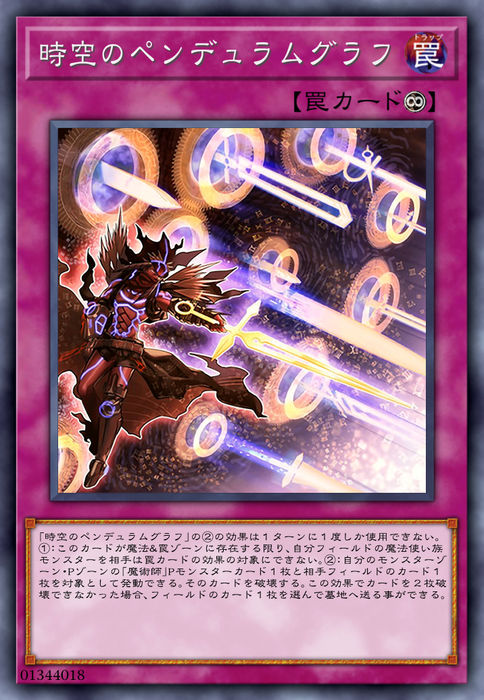 時空のペンデュラムグラフ
トラップ
罠
【罠カード】
「時空のペンデュラムグラフ」の②の効果は１ターンに１度しか使用できない。
①：このカードが魔法&罠ゾーンに存在する限り、自分フィールドの魔法使い族
モンスターを相手は罠カードの効果の対象にできない。②：自分のモンスターゾ
ーン・Pゾーンの「魔術師」Pモンスターカード１枚と相手フィールドのカード１
枚を対象として発動できる。そのカードを破壊する。この効果でカードを２枚破
壊できなかった場合、フィールドのカード１枚を選んで墓地へ送る事ができる。
01344018